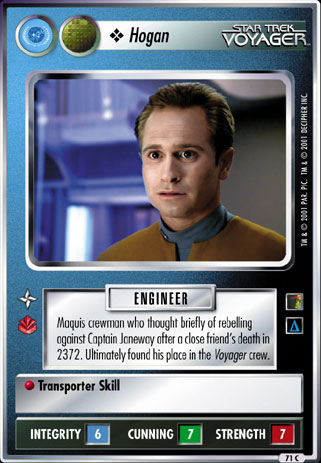 ❖ Hogan
STAR TREK
VOYAGER
TM & © 2001 PAR. PIC. TM & © 2001 DECIPHER INC.
ENGINEER
Maquis crewman who thought briefly of rebelling
against Captain Janeway after a close friend's death in
2372. Ultimately found his place in the Voyager crew.
Transporter Skill
INTEGRITY 6 CUNNING 7 STRENGTH 7
71 C